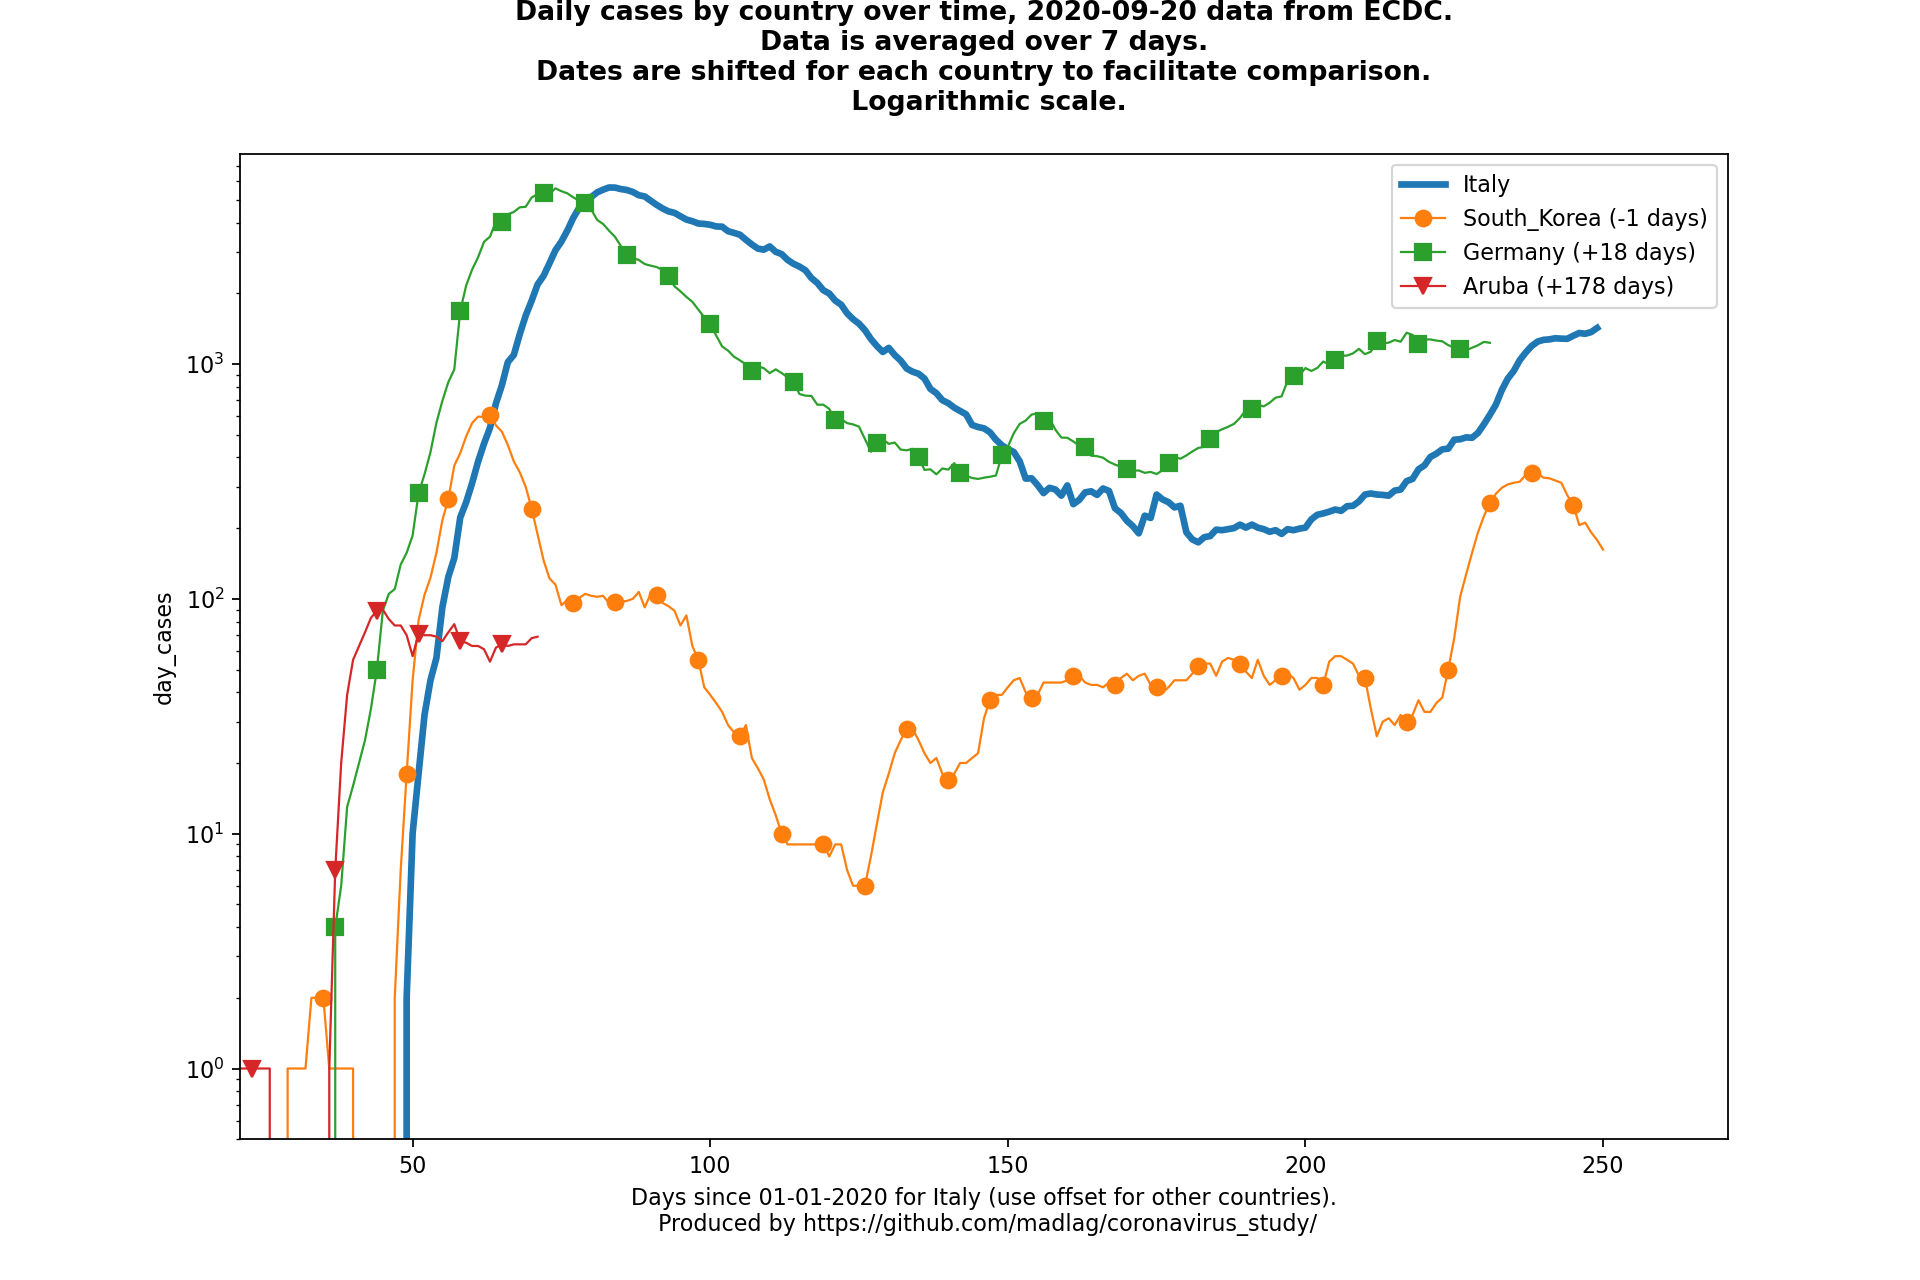 Daily cases by country over time, 2020-09-20 data from ECDC.
Data is averaged over 7 days.
Dates are shifted for each country to facilitate comparison.
Logarithmic scale.
Italy
South_Korea (-1 days)
Germany (+18 days)
Aruba (+178 days)
day_cases
10³
10²
10¹
10⁰
50 100 150 200 250
Days since 01-01-2020 for Italy (use offset for other countries).
Produced by https://github.com/madlag/coronavirus_study/